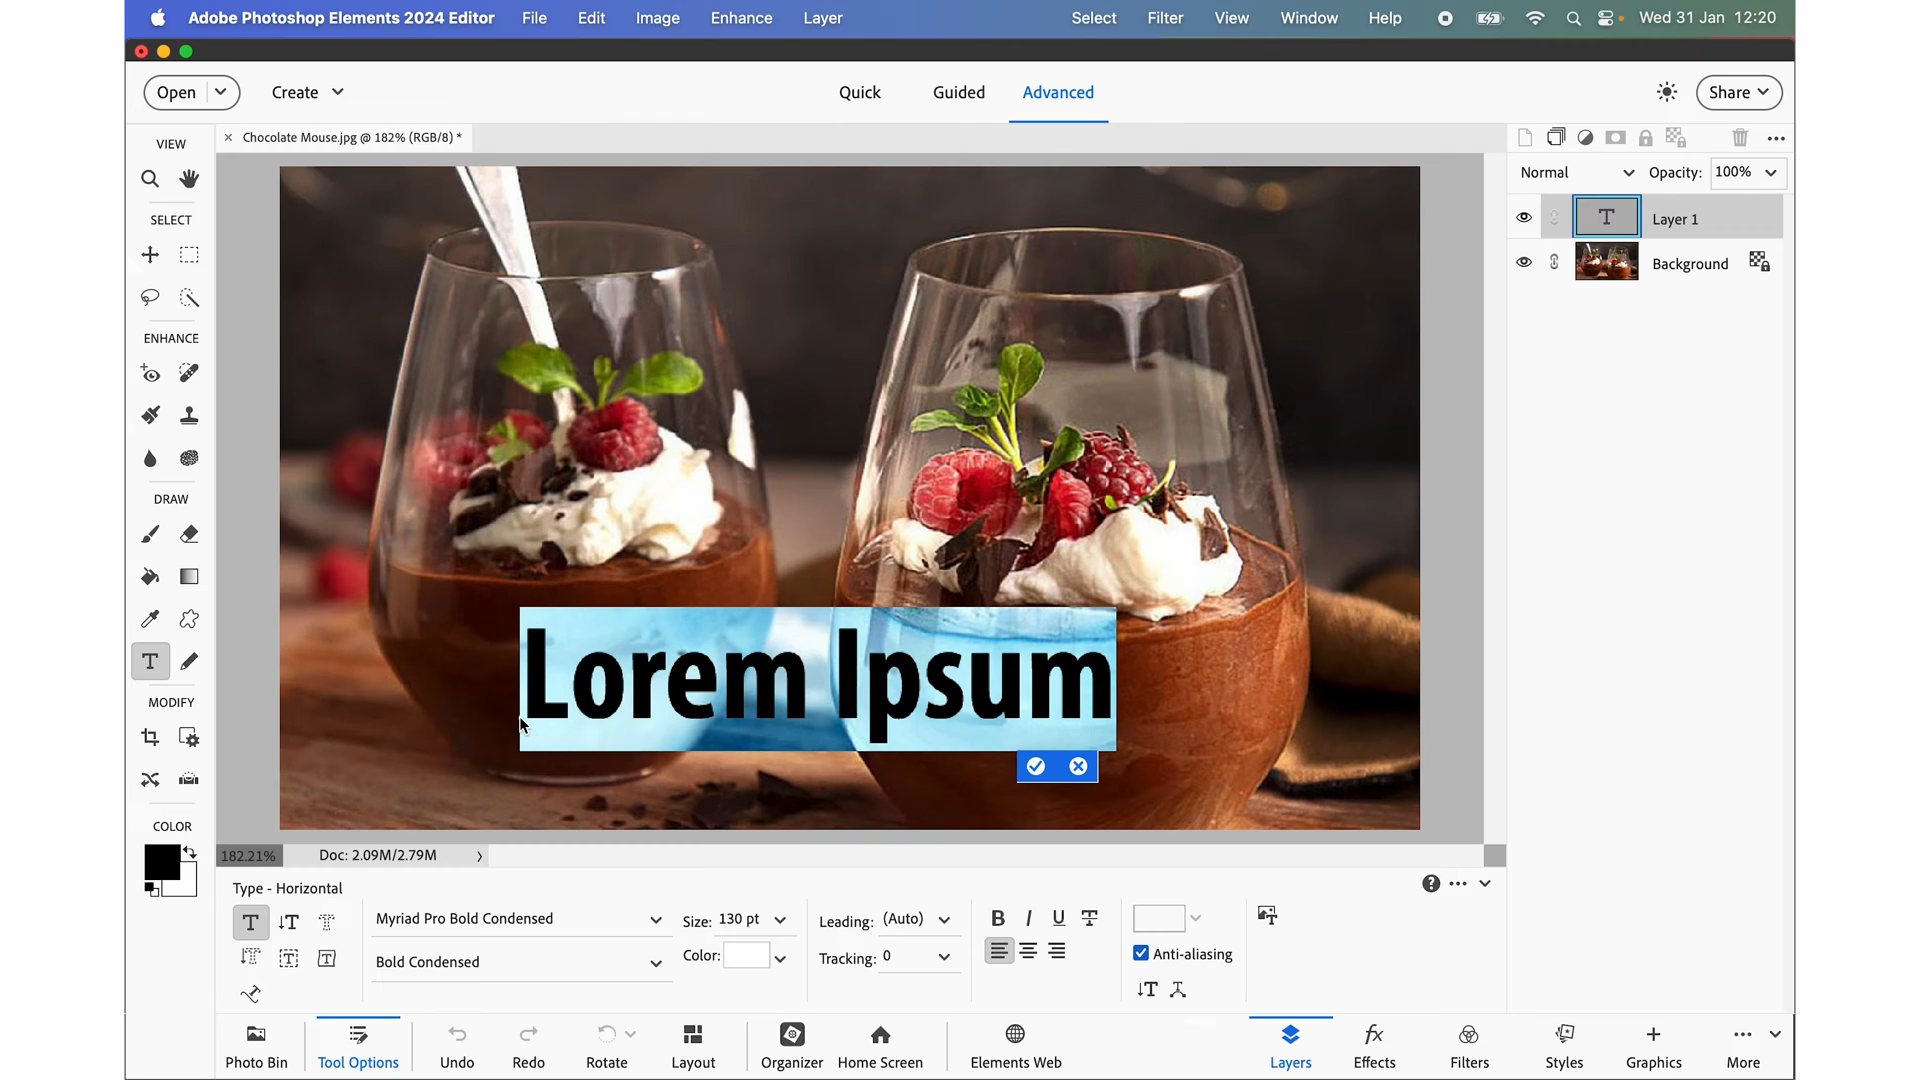 Adobe Photoshop Elements 2024 Editor File Edit Image Enhance Layer Select Filter View Window Help Wed 31 Jan 12:20
Open Create Quick Guided Advanced Share
VIEW
× Chocolate Mouse.jpg @ 182% (RGB/8) *
Normal Opacity: 100%
SELECT
T Layer 1
Background
ENHANCE
DRAW
Lorem Ipsum
MODIFY
COLOR
182.21% Doc: 2.09M/2.79M >
Type - Horizontal
Myriad Pro Bold Condensed Size: 130 pt Leading: (Auto) B I U T
Bold Condensed Color: Tracking: 0 Anti-aliasing
Photo Bin Tool Options Undo Redo Rotate Layout Organizer Home Screen Elements Web Layers Effects Filters Styles Graphics More